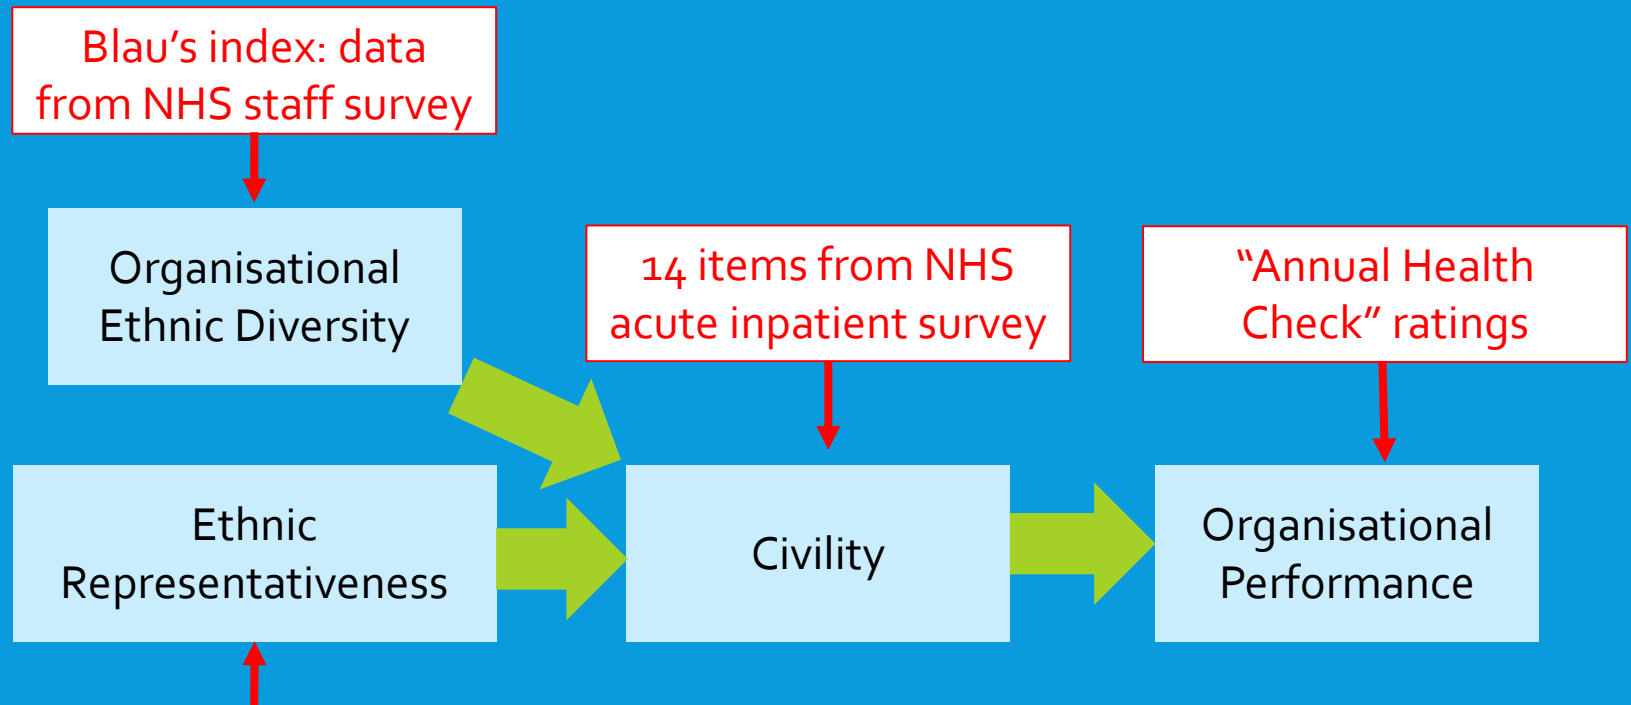 Blau’s index: data
from NHS staff survey
Organisational
Ethnic Diversity
14 items from NHS
acute inpatient survey
“Annual Health
Check” ratings
Ethnic
Representativeness
Civility
Organisational
Performance